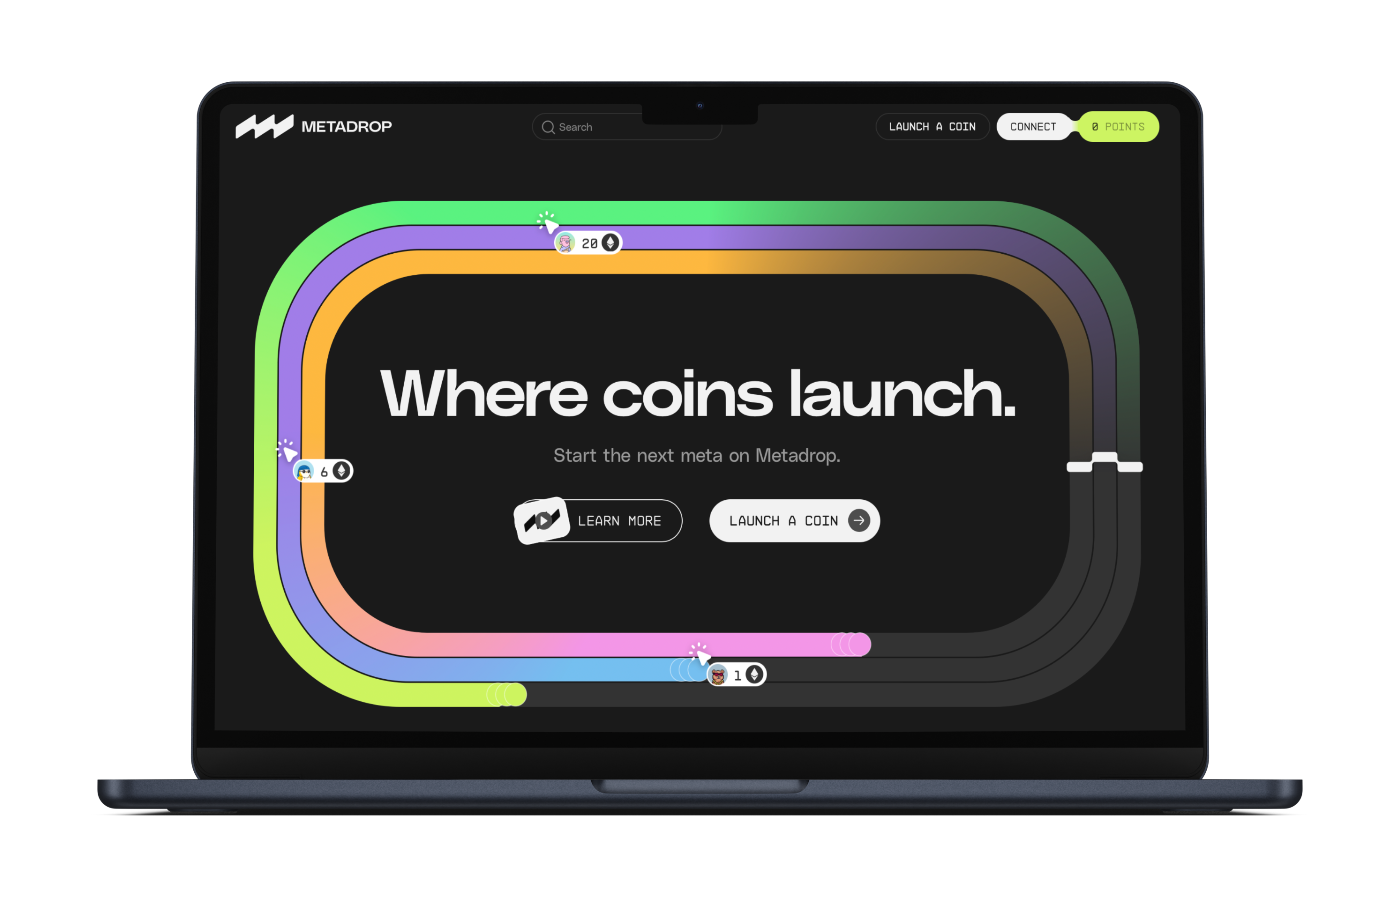 METADROP
Search
LAUNCH A COIN
CONNECT
0 POINTS
20
Where coins launch.
Start the next meta on Metadrop.
6
LEARN MORE
LAUNCH A COIN
1